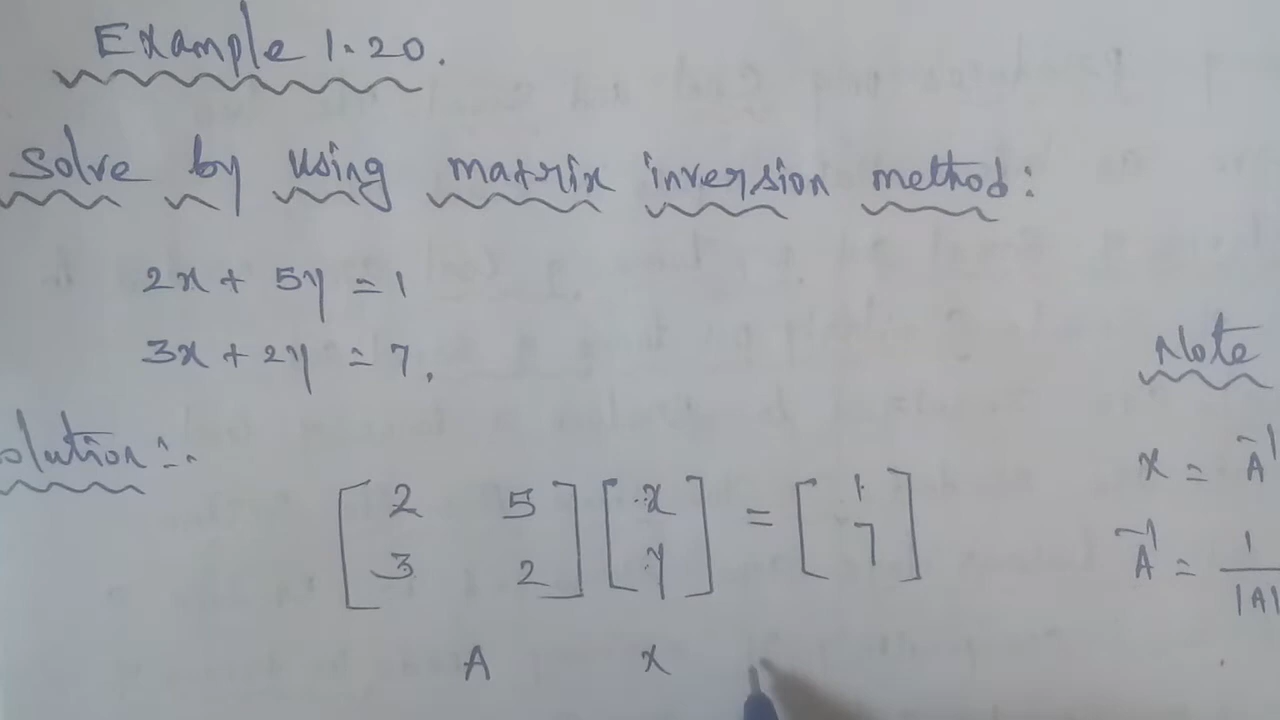 Example 1.20.
Solve by using matrix inversion method:
2x + 5y = 1
3x + 2y = 7.
Note
olution:-
x = A⁻¹
[2 5
3 2] [x
y] = [1
7]
A⁻¹ = 1/|A|
A x